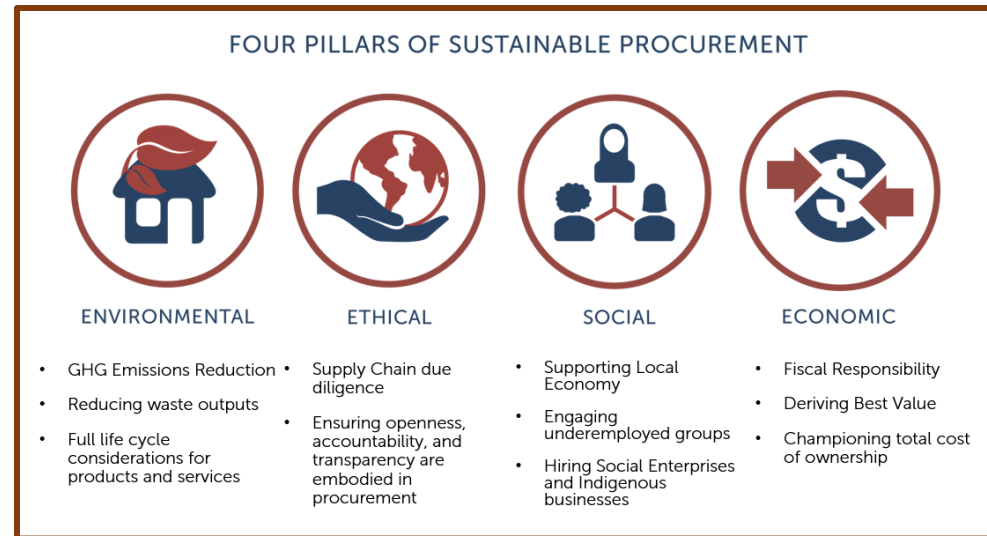 FOUR PILLARS OF SUSTAINABLE PROCUREMENT
ENVIRONMENTAL
• GHG Emissions Reduction
• Reducing waste outputs
• Full life cycle
considerations for
products and services
ETHICAL
• Supply Chain due
diligence
• Ensuring openness,
accountability, and
transparency are
embodied in
procurement
SOCIAL
• Supporting Local
Economy
• Engaging
underemployed groups
• Hiring Social Enterprises
and Indigenous
businesses
ECONOMIC
• Fiscal Responsibility
• Deriving Best Value
• Championing total cost
of ownership